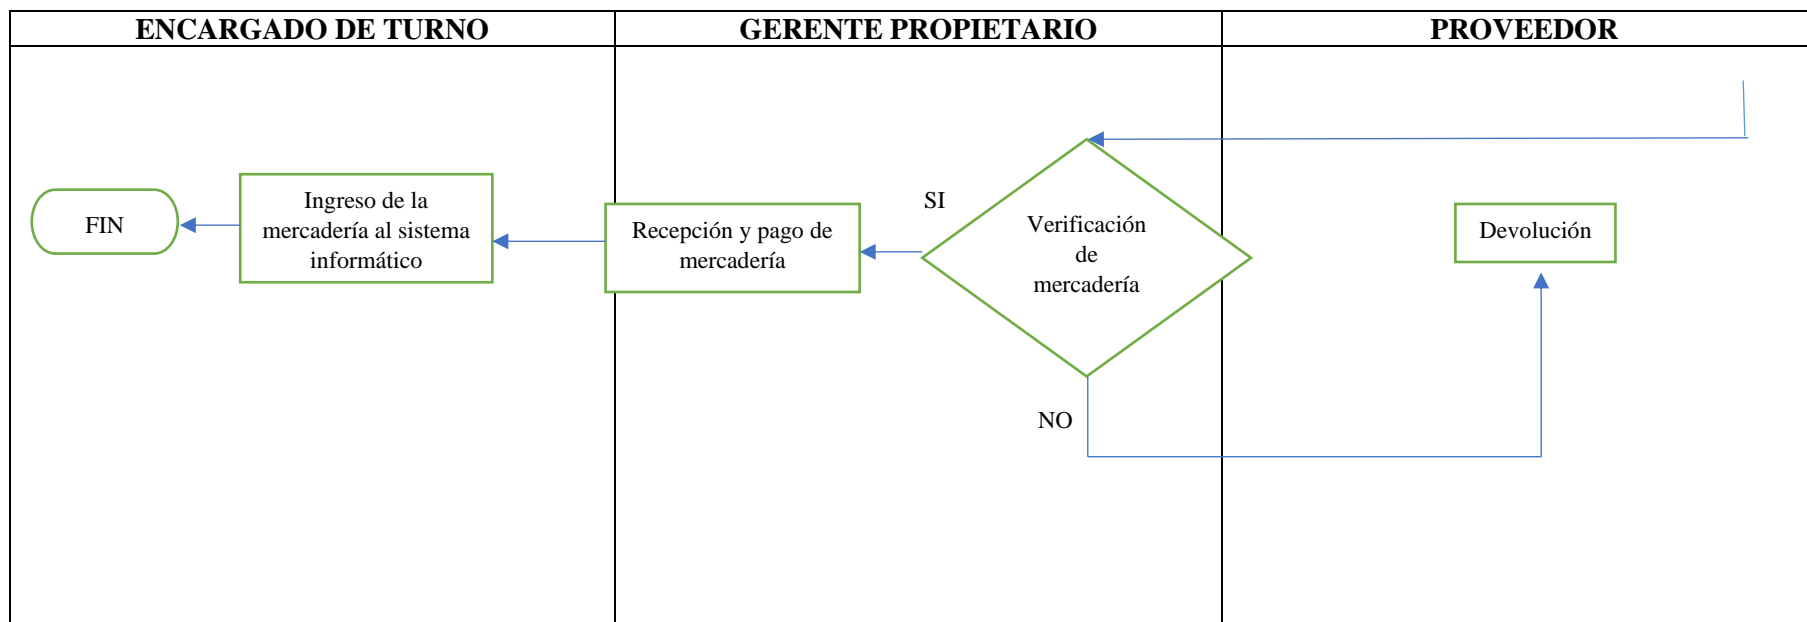 ENCARGADO DE TURNO
GERENTE PROPIETARIO
PROVEEDOR
FIN
Ingreso de la
mercadería al sistema
informático
Recepción y pago de
mercadería
SI
Verificación
de
mercadería
NO
Devolución